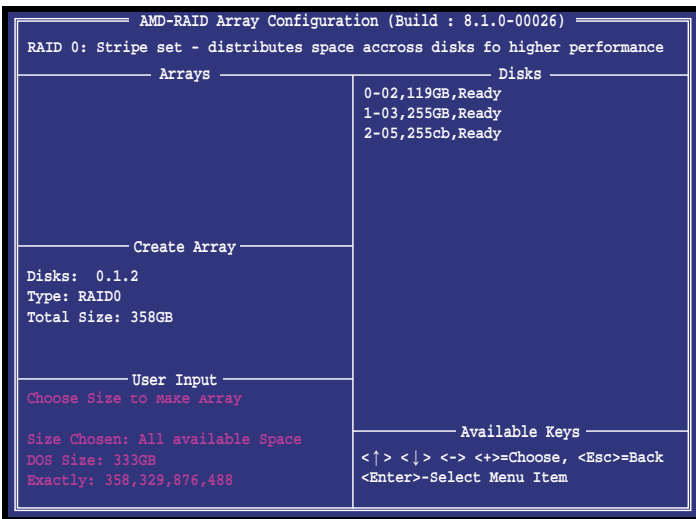 AMD-RAID Array Configuration (Build : 8.1.0-00026)
RAID 0: Stripe set - distributes space accross disks fo higher performance
Arrays
Disks
0-02,119GB,Ready
1-03,255GB,Ready
2-05,255cb,Ready
Create Array
Disks: 0.1.2
Type: RAID0
Total Size: 358GB
User Input
Choose Size to Make Array
Size Chosen: All available Space
DOS Size: 333GB
Exactly: 358,329,876,488
Available Keys
<↑> <↓> <-> <+>=Choose, <Esc>=Back
<Enter>-Select Menu Item